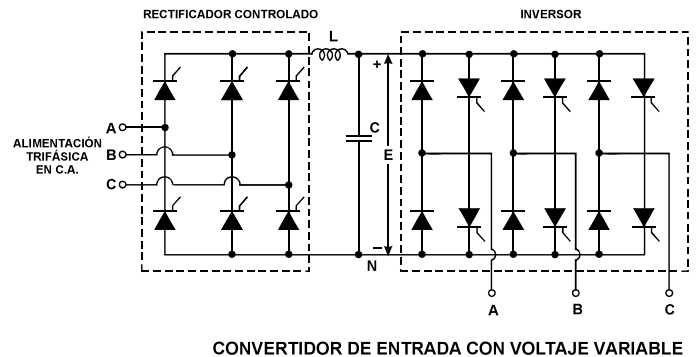 RECTIFICADOR CONTROLADO
INVERSOR
L
+
C
E
A
B
C
ALIMENTACIÓN
TRIFÁSICA
EN C.A.
−
N
A
B
C
CONVERTIDOR DE ENTRADA CON VOLTAJE VARIABLE